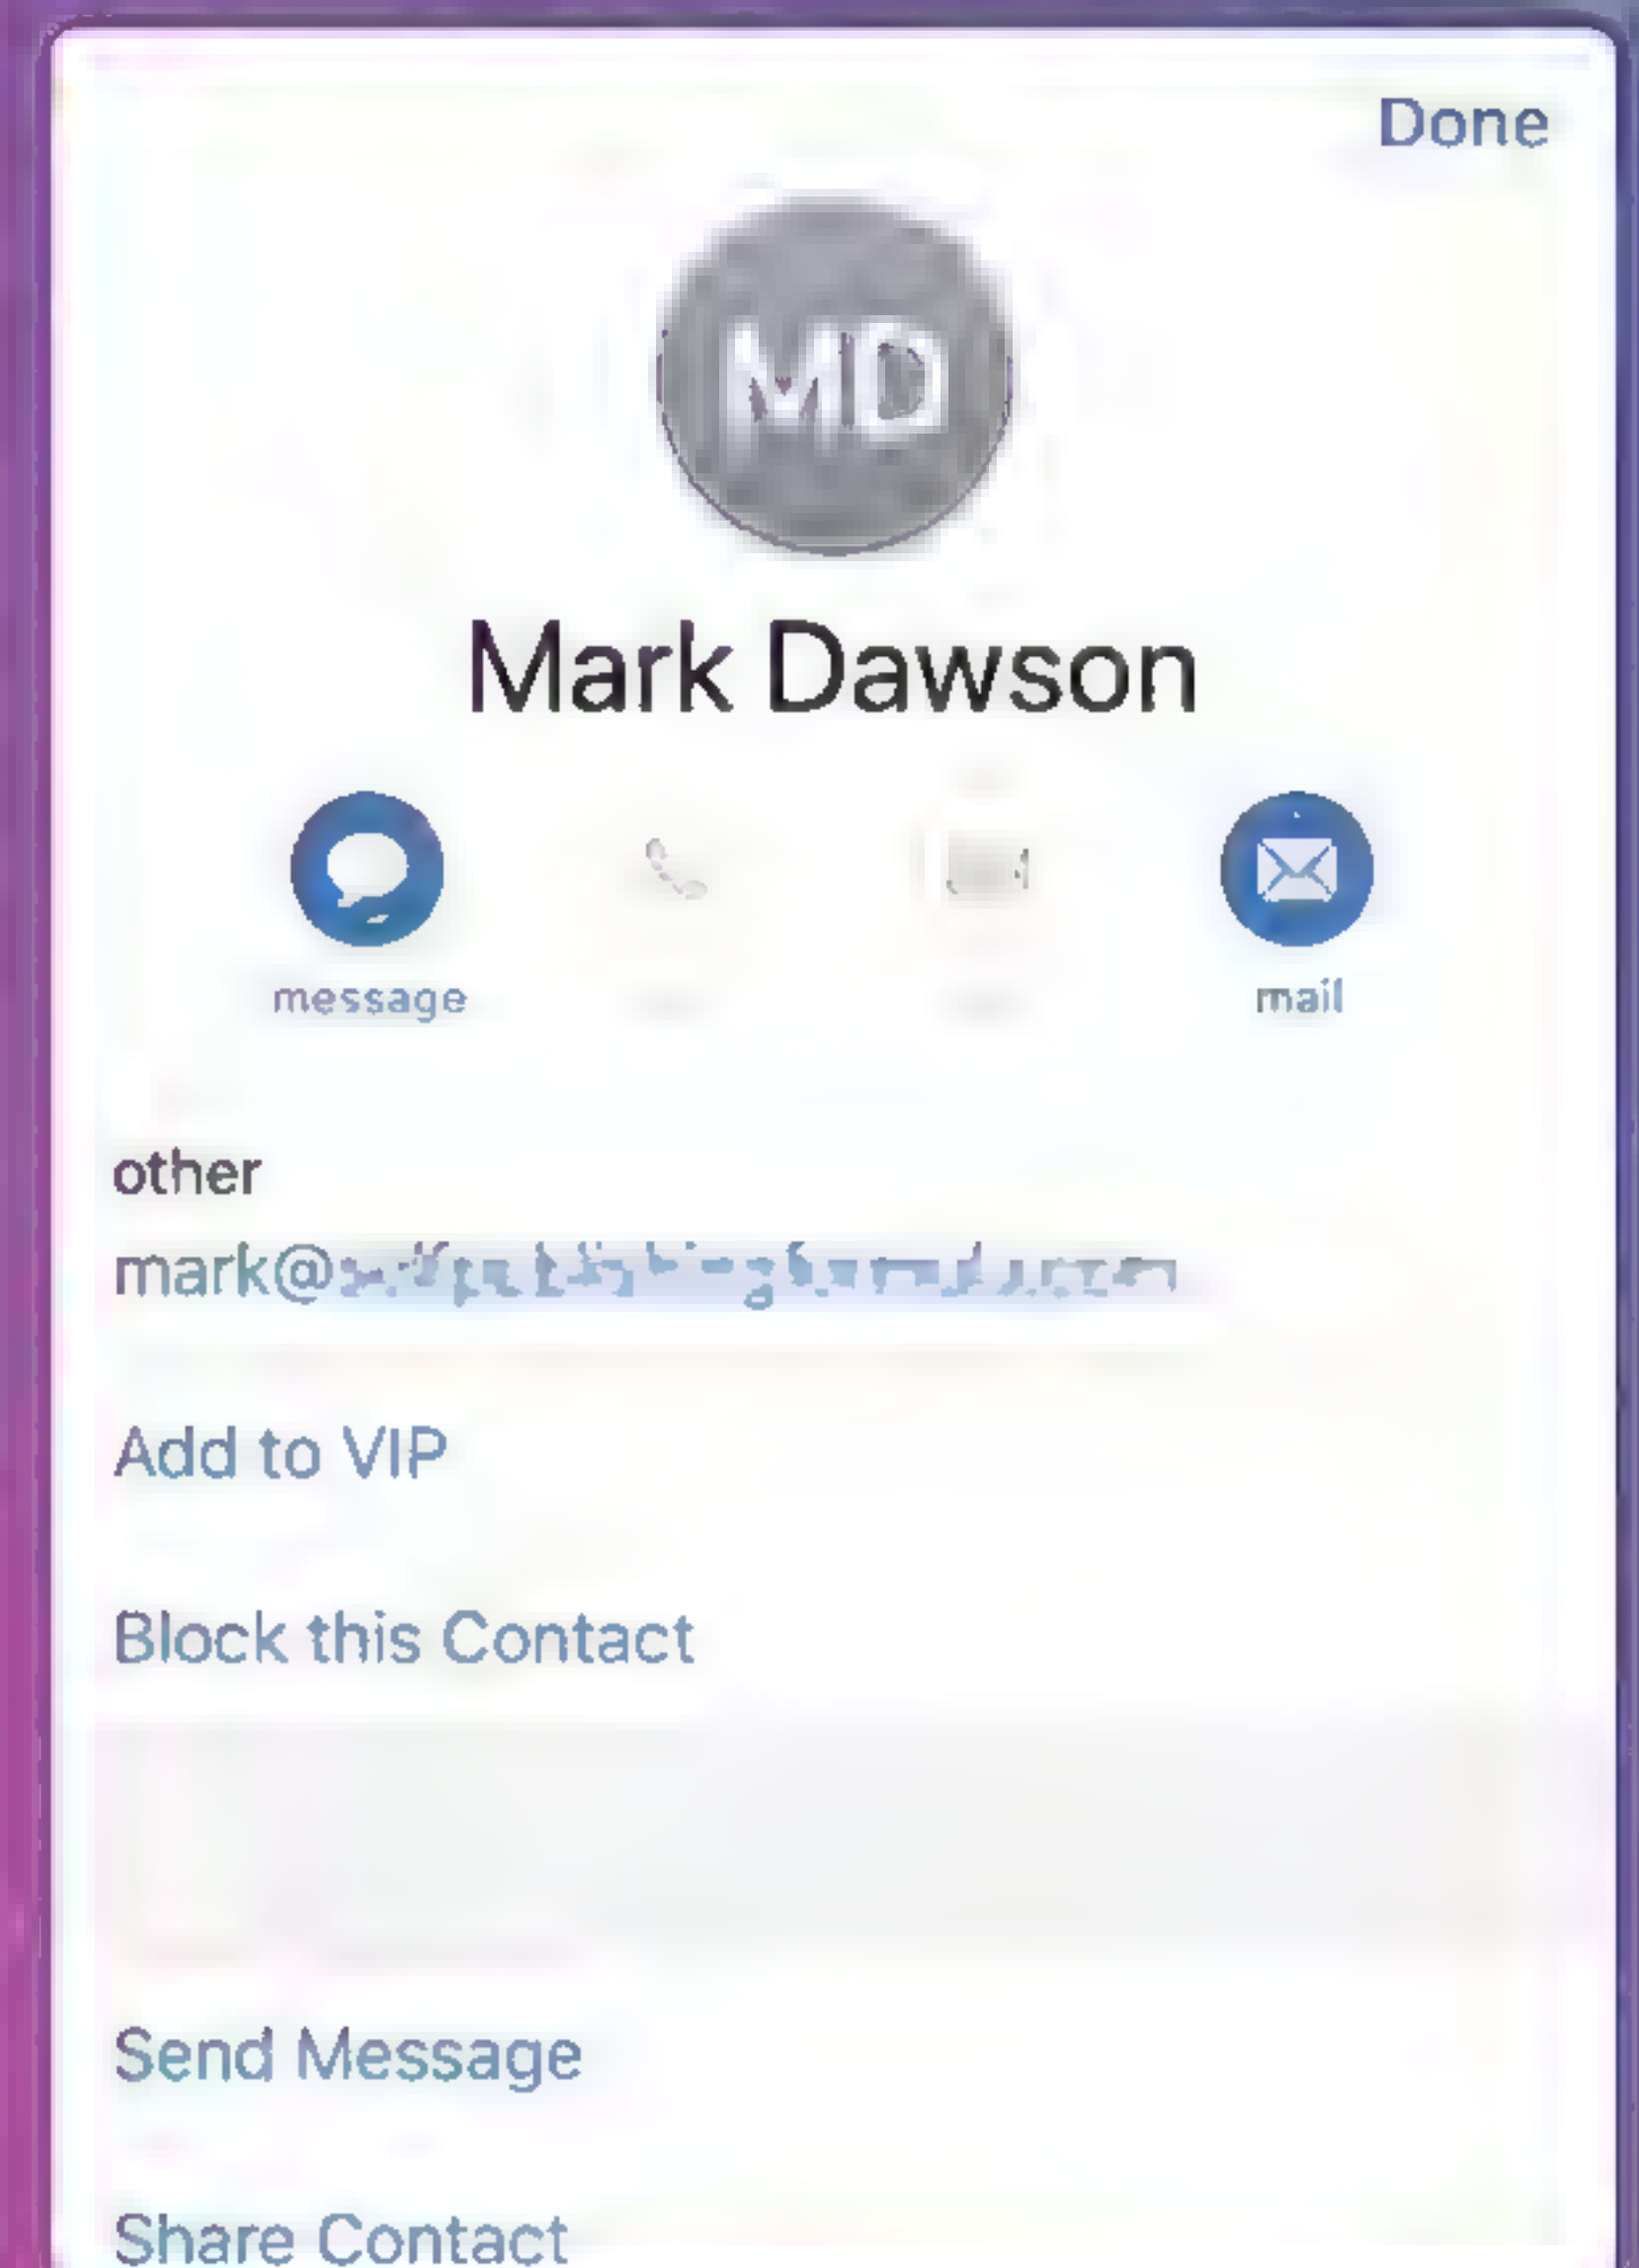 Done
MD
Mark Dawson
message mail
other
mark@
Add to VIP
Block this Contact
Send Message
Share Contact